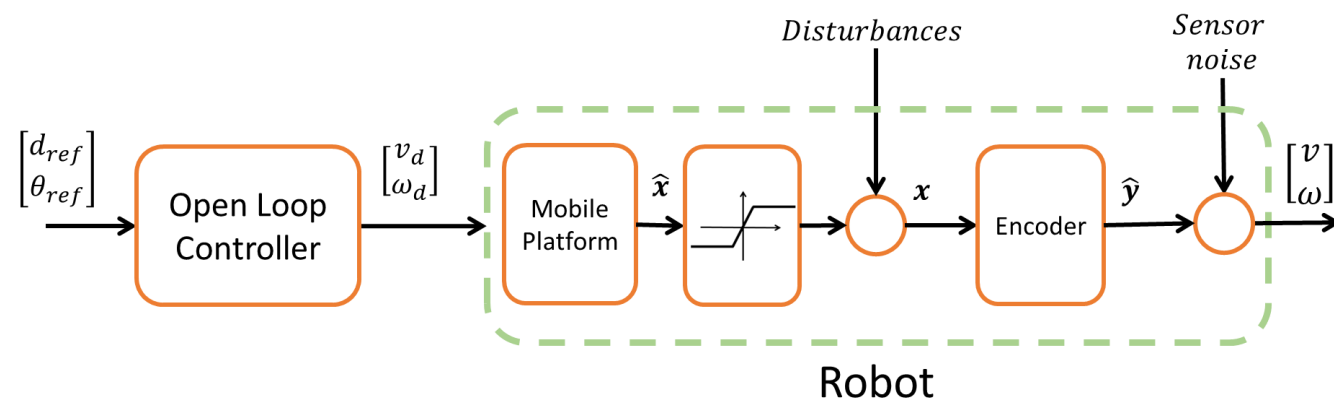 Disturbances
Sensor
noise
[d_ref
θ_ref]
Open Loop
Controller
[v_d
ω_d]
Mobile
Platform
x̂
x
Encoder
ŷ
[v
ω]
Robot